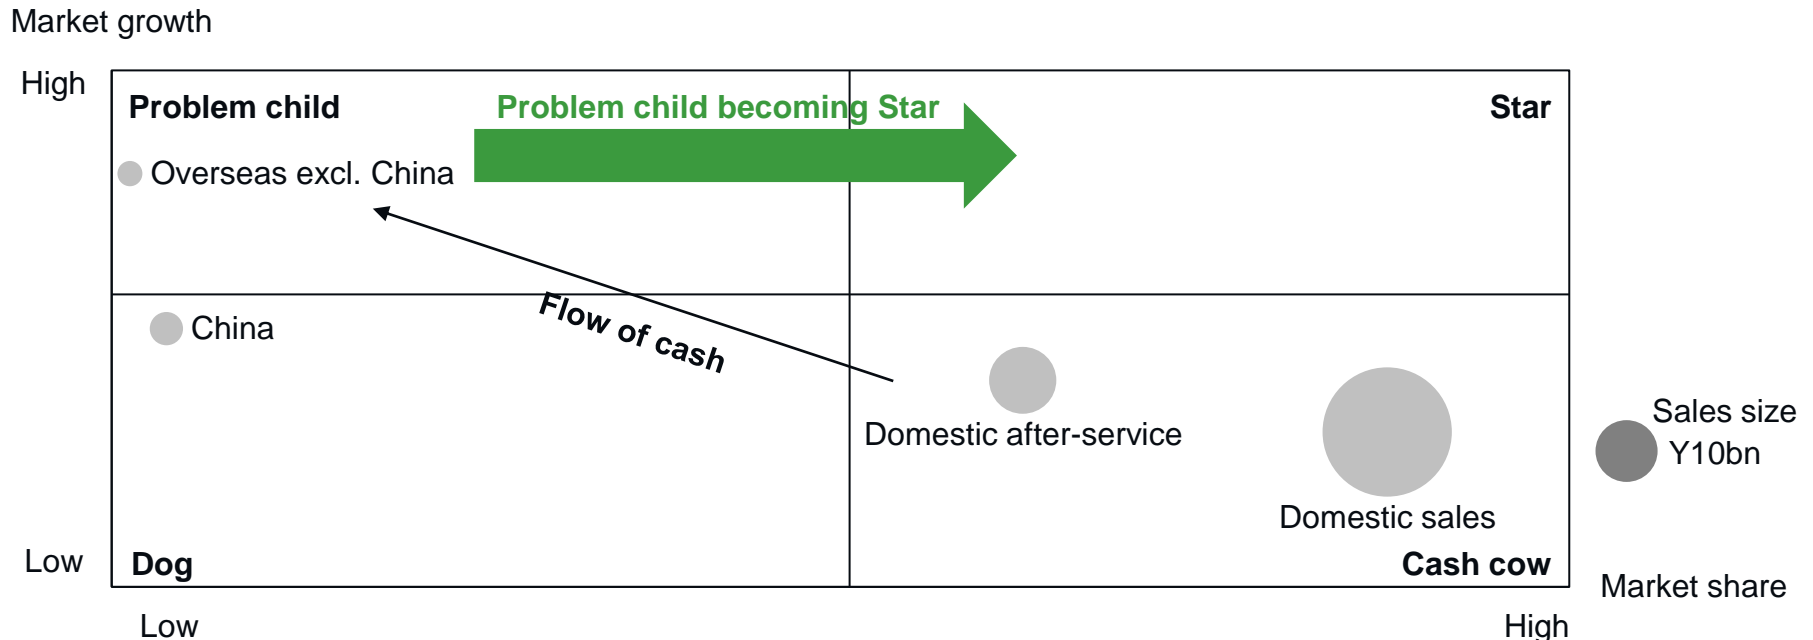 Market growth
High
Problem child
Problem child becoming Star
Star
Overseas excl. China
Flow of cash
China
Domestic after-service
Sales size
Y10bn
Domestic sales
Low
Dog
Cash cow
Market share
Low
High